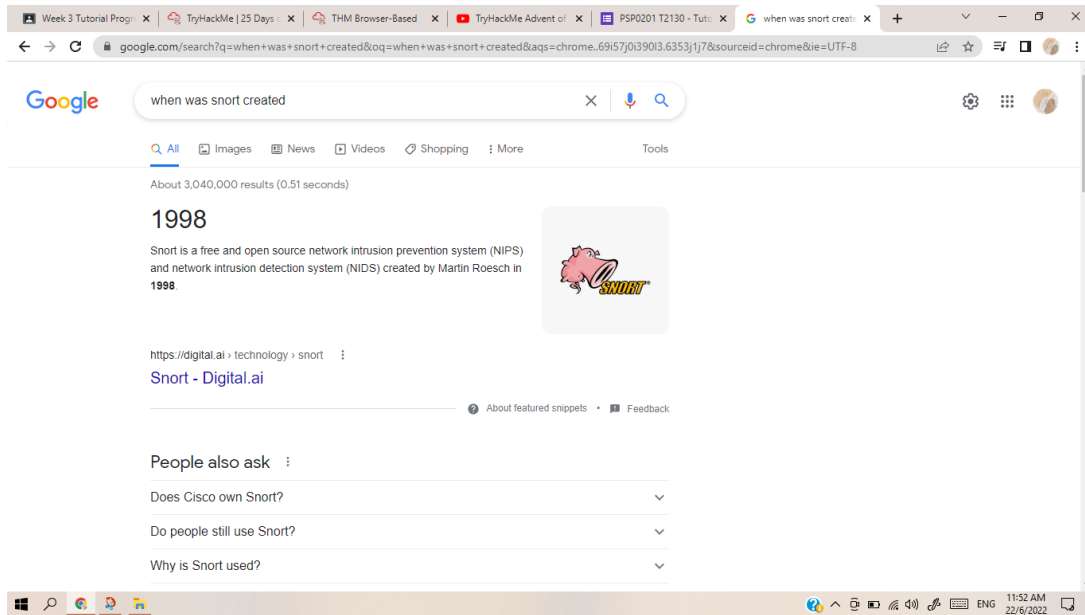 Week 3 Tutorial Progr
TryHackMe | 25 Days
THM Browser-Based
TryHackMe Advent of
PSP0201 T2130 - Tuto
when was snort create
google.com/search?q=when+was+snort+created&oq=when+was+snort+created&aqs=chrome..69i57j0i390l3.6353j1j7&sourceid=chrome&ie=UTF-8
Google
when was snort created
All
Images
News
Videos
Shopping
More
Tools
About 3,040,000 results (0.51 seconds)
1998
Snort is a free and open source network intrusion prevention system (NIPS)
and network intrusion detection system (NIDS) created by Martin Roesch in
1998.
SNORT
https://digital.ai › technology › snort
Snort - Digital.ai
About featured snippets • Feedback
People also ask
Does Cisco own Snort?
Do people still use Snort?
Why is Snort used?
ENG
11:52 AM
22/6/2022